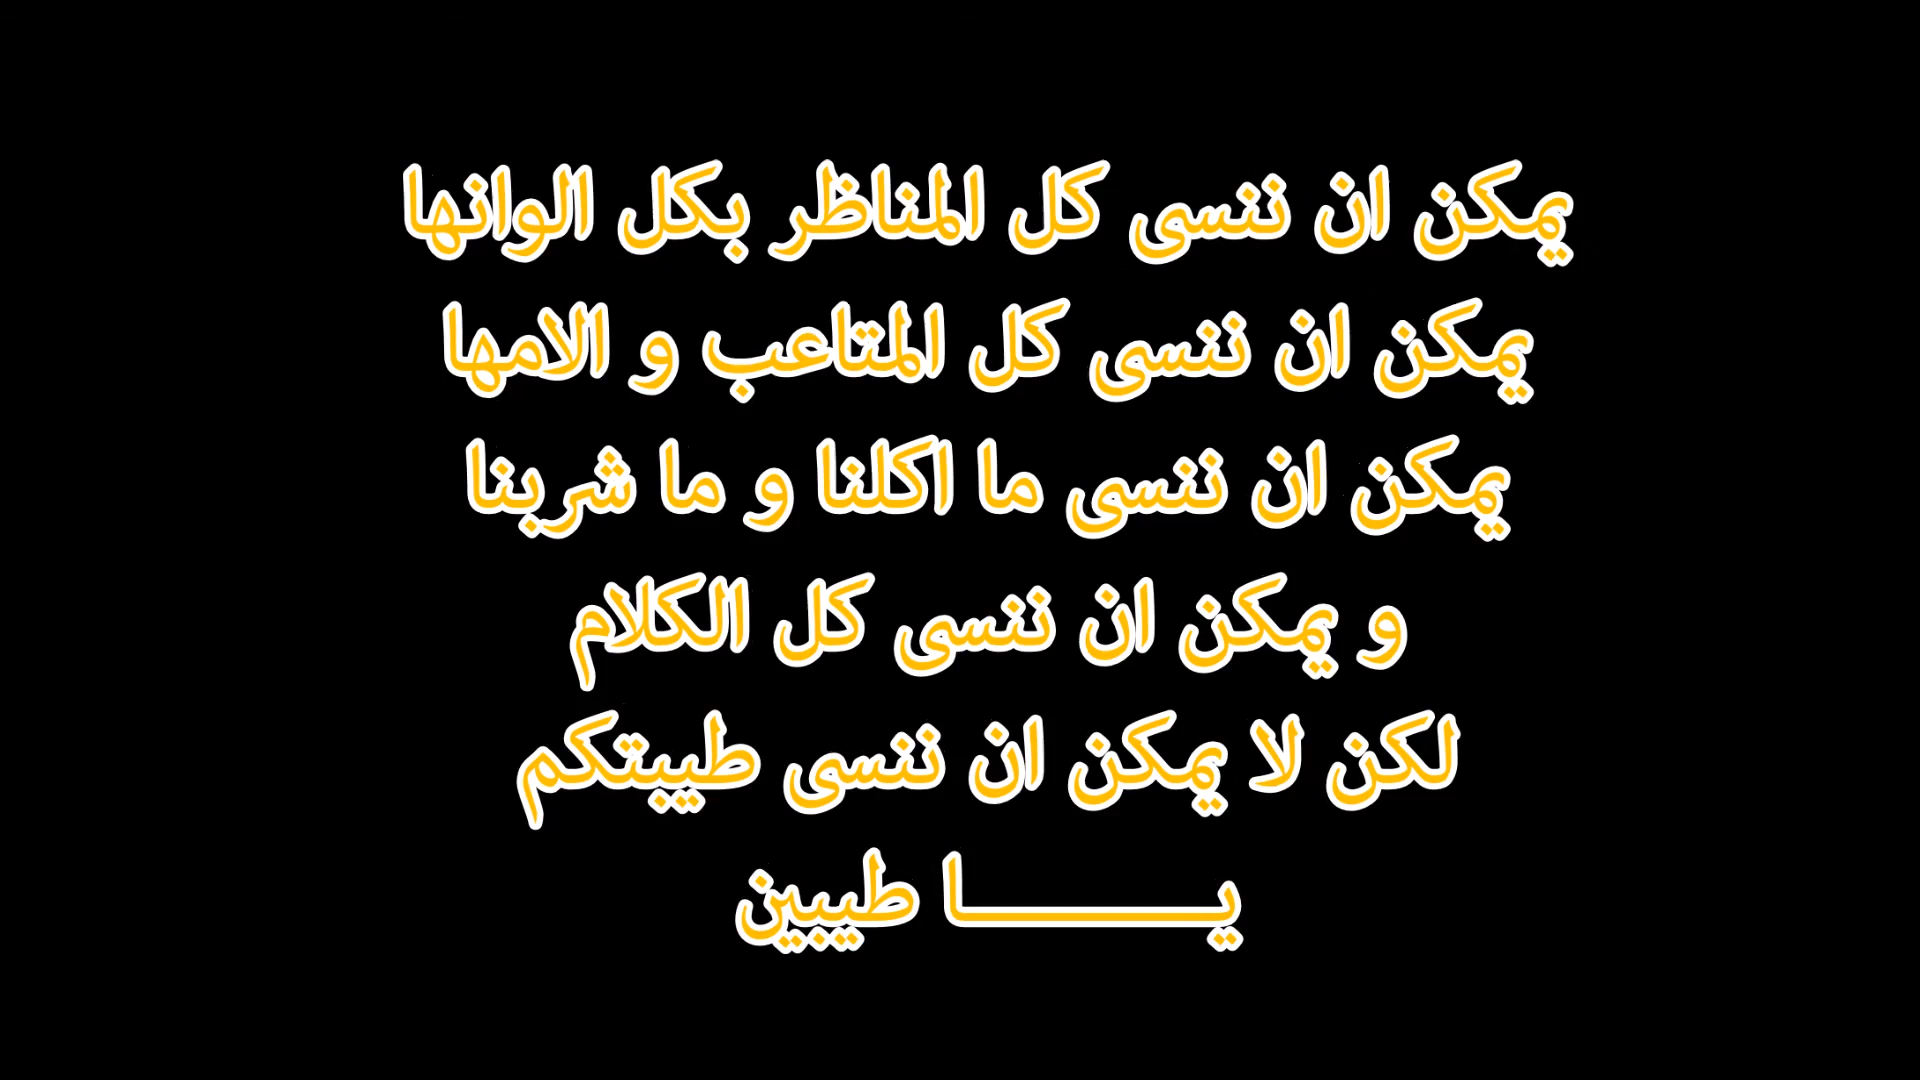 يمكن ان ننسى كل المناظر بكل الوانها
يمكن ان ننسى كل المتاعب و الامها
يمكن ان ننسى ما اكلنا و ما شربنا
و يمكن ان ننسى كل الكلام
لكن لا يمكن ان ننسى طيبتكم
يـــــــــــــا طيبين